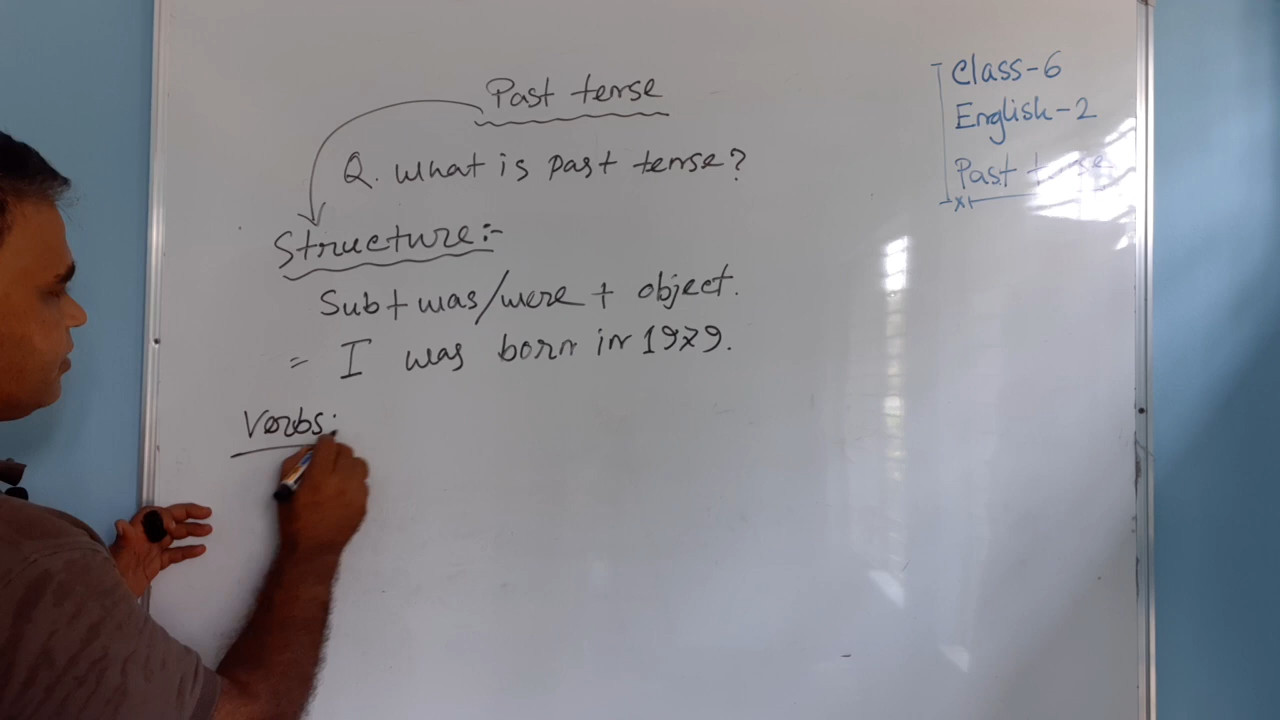 Past tense
Q. What is past tense?
Structure:-
Sub + was/were + object.
= I was born in 1979.
Verbs:
Class-6
English-2
Past tense